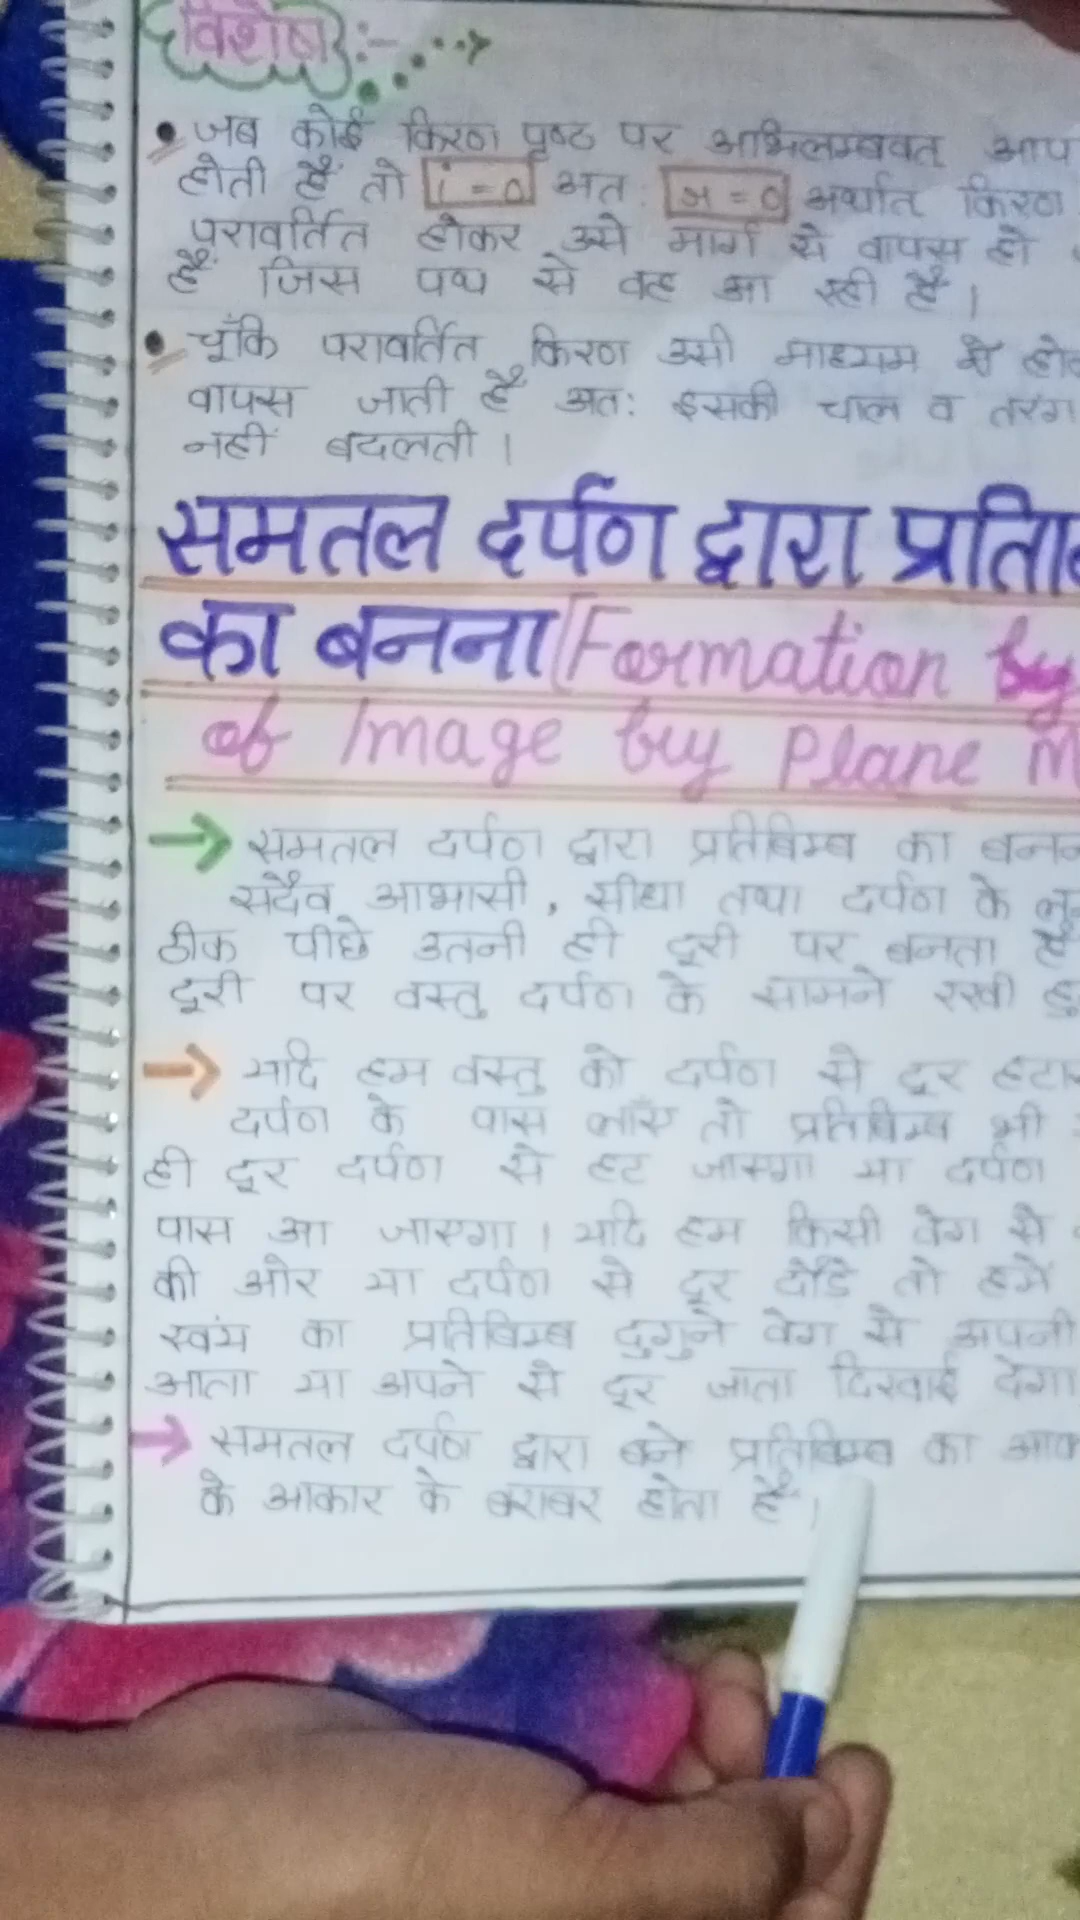 विशेष :-
जब कोई किरण पृष्ठ पर अभिलम्बवत् आप
होती है तो i = 0 अत: r = 0 अर्थात किरण
परावर्तित होकर उसी मार्ग से वापस हो
है, जिस पथ से वह आ रही है।
चूँकि परावर्तित किरण उसी माध्यम में हो
वापस जाती है अत: इसकी चाल व तरंग
नहीं बदलती।
समतल दर्पण द्वारा प्रतिब
का बनना (Formation by
of Image by Plane M
→ समतल दर्पण द्वारा प्रतिबिम्ब का बनन
सदैव आभासी, सीधा तथा दर्पण के
ठीक पीछे उतनी ही दूरी पर बनता है
दूरी पर वस्तु दर्पण के सामने रखी हु
→ यदि हम वस्तु को दर्पण से दूर हटा
दर्पण के पास लाएँ तो प्रतिबिम्ब भी
ही दूर दर्पण से हट जाएगा या दर्पण
पास आ जाएगा। यदि हम किसी वेग से
की ओर या दर्पण से दूर दौडे तो हमें
स्वंय का प्रतिबिम्ब दुगुने वेग से अपनी
आता या अपने से दूर जाता दिखाई देगा
→ समतल दर्पण द्वारा बने प्रतिबिम्ब का आक
के आकार के बराबर होता है।